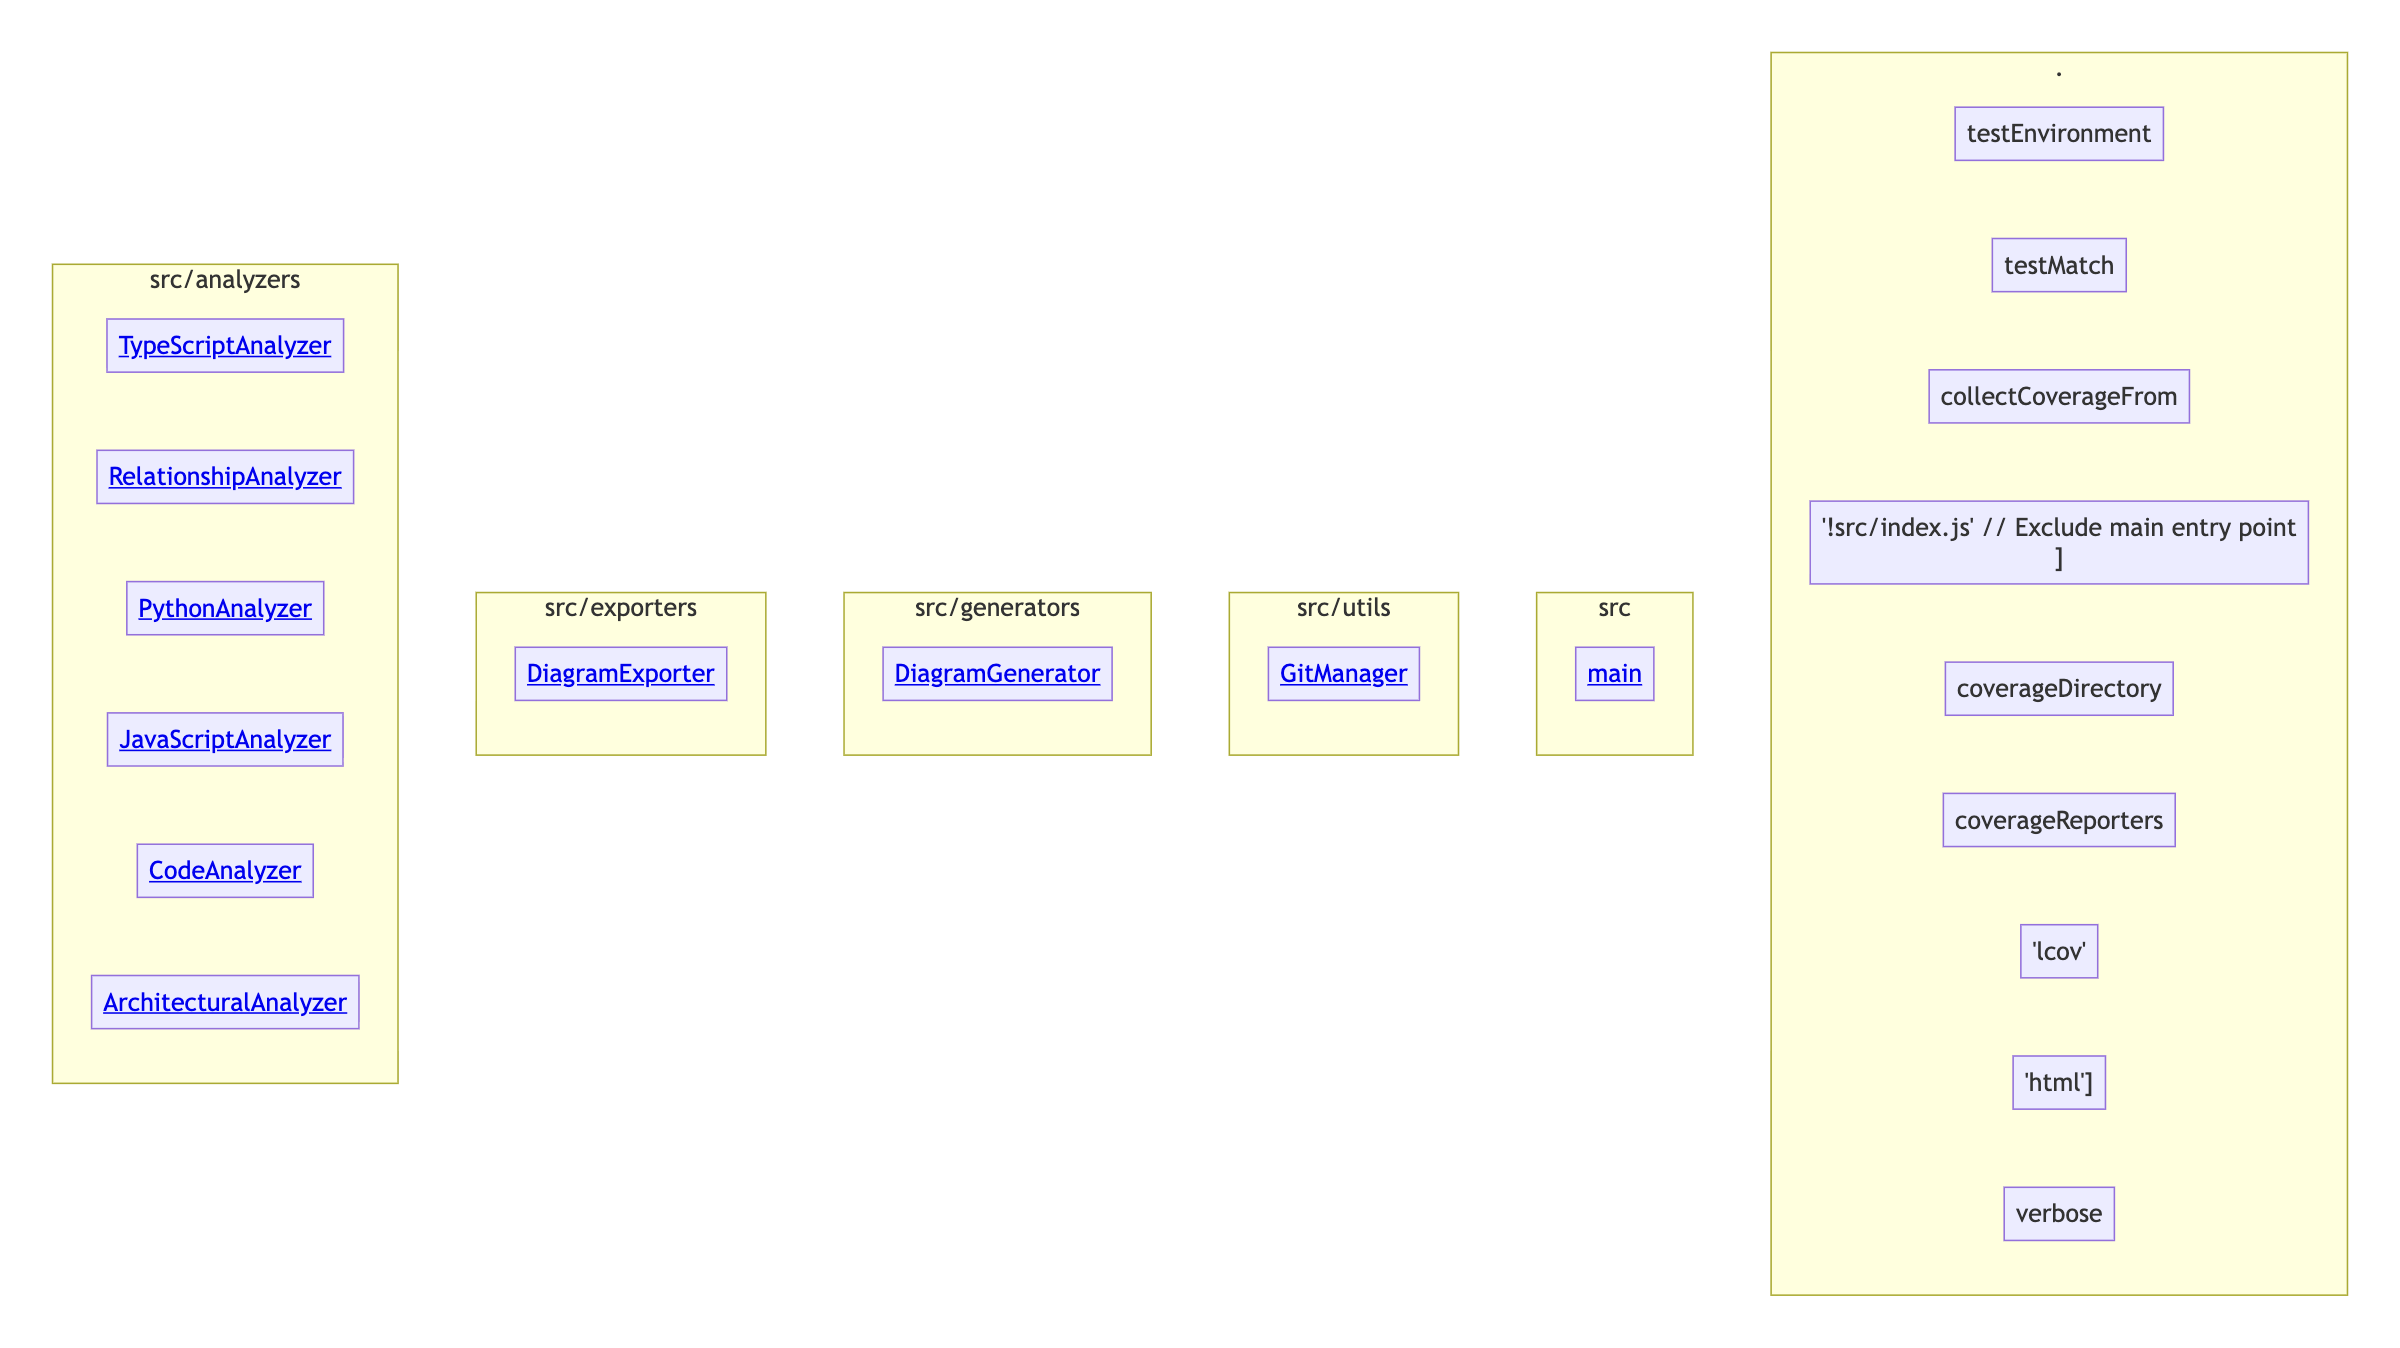 src/analyzers
TypeScriptAnalyzer
RelationshipAnalyzer
PythonAnalyzer
JavaScriptAnalyzer
CodeAnalyzer
ArchitecturalAnalyzer
src/exporters
DiagramExporter
src/generators
DiagramGenerator
src/utils
GitManager
src
main
.
testEnvironment
testMatch
collectCoverageFrom
'!src/index.js' // Exclude main entry point
]
coverageDirectory
coverageReporters
'lcov'
'html']
verbose